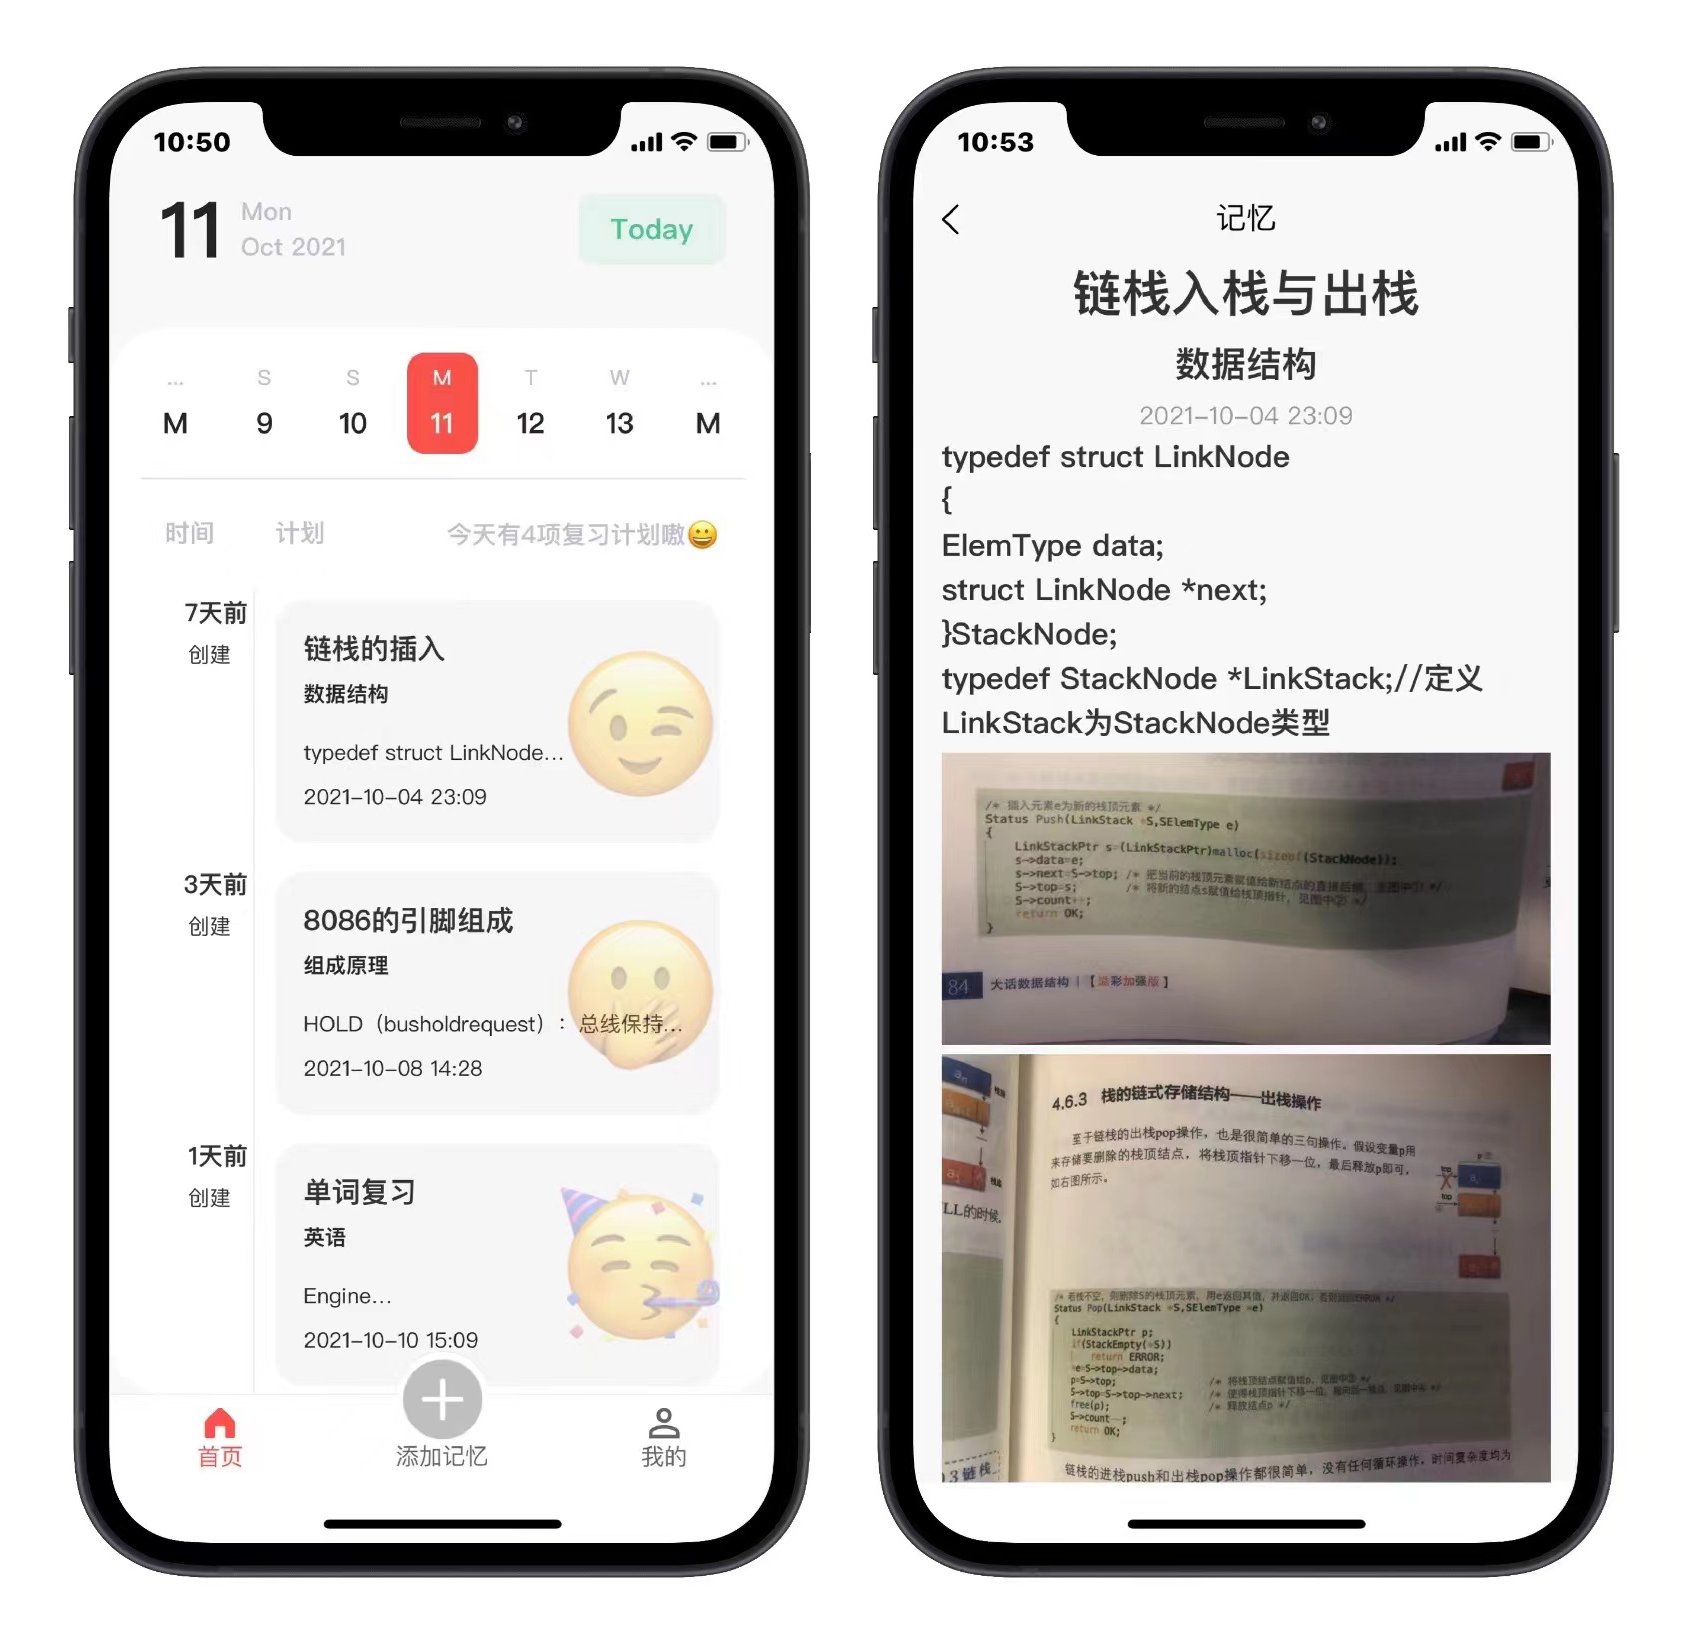 10:50
11
Mon
Oct 2021
Today
... S S M T W ...
M 9 10 11 12 13 M
时间 计划 今天有4项复习计划嗷
7天前
创建
链栈的插入
数据结构
typedef struct LinkNode...
2021-10-04 23:09
3天前
创建
8086的引脚组成
组成原理
HOLD（busholdrequest）：总线保持...
2021-10-08 14:28
1天前
创建
单词复习
英语
Engine...
2021-10-10 15:09
首页
添加记忆
我的
10:53
记忆
链栈入栈与出栈
数据结构
2021-10-04 23:09
typedef struct LinkNode
{
ElemType data;
struct LinkNode *next;
}StackNode;
typedef StackNode *LinkStack;//定义
LinkStack为StackNode类型
/* 插入元素e为新的栈顶元素 */
Status Push(LinkStack *S,SElemType e)
{
LinkStackPtr s=(LinkStackPtr)malloc(sizeof(StackNode));
s->data=e;
s->next=S->top; /* 把当前的栈顶元素赋值给新结点的直接后继，见图中① */
S->top=s; /* 将新的结点s赋值给栈顶指针，见图中② */
S->count++;
return OK;
}
84 大话数据结构 | 【溢彩加强版】
4.6.3 栈的链式存储结构——出栈操作
至于链栈的出栈pop操作，也是很简单的三句操作。假设变量p用
来存储要删除的栈顶结点，将栈顶指针下移一位，最后释放p即可，
如右图所示。
top
top
LL的时候，
/* 若栈不空，则删除S的栈顶元素，用e返回其值，并返回OK；否则返回ERROR */
Status Pop(LinkStack *S,SElemType *e)
{
LinkStackPtr p;
if(StackEmpty(*S))
return ERROR;
*e=S->top->data;
p=S->top; /* 将栈顶结点赋值给p，见图中③ */
S->top=S->top->next; /* 使得栈顶指针下移一位，指向后一结点，见图中④ */
free(p); /* 释放结点p */
S->count--;
return OK;
}
3 链栈
链栈的进栈push和出栈pop操作都很简单，没有任何循环操作，时间复杂度均为